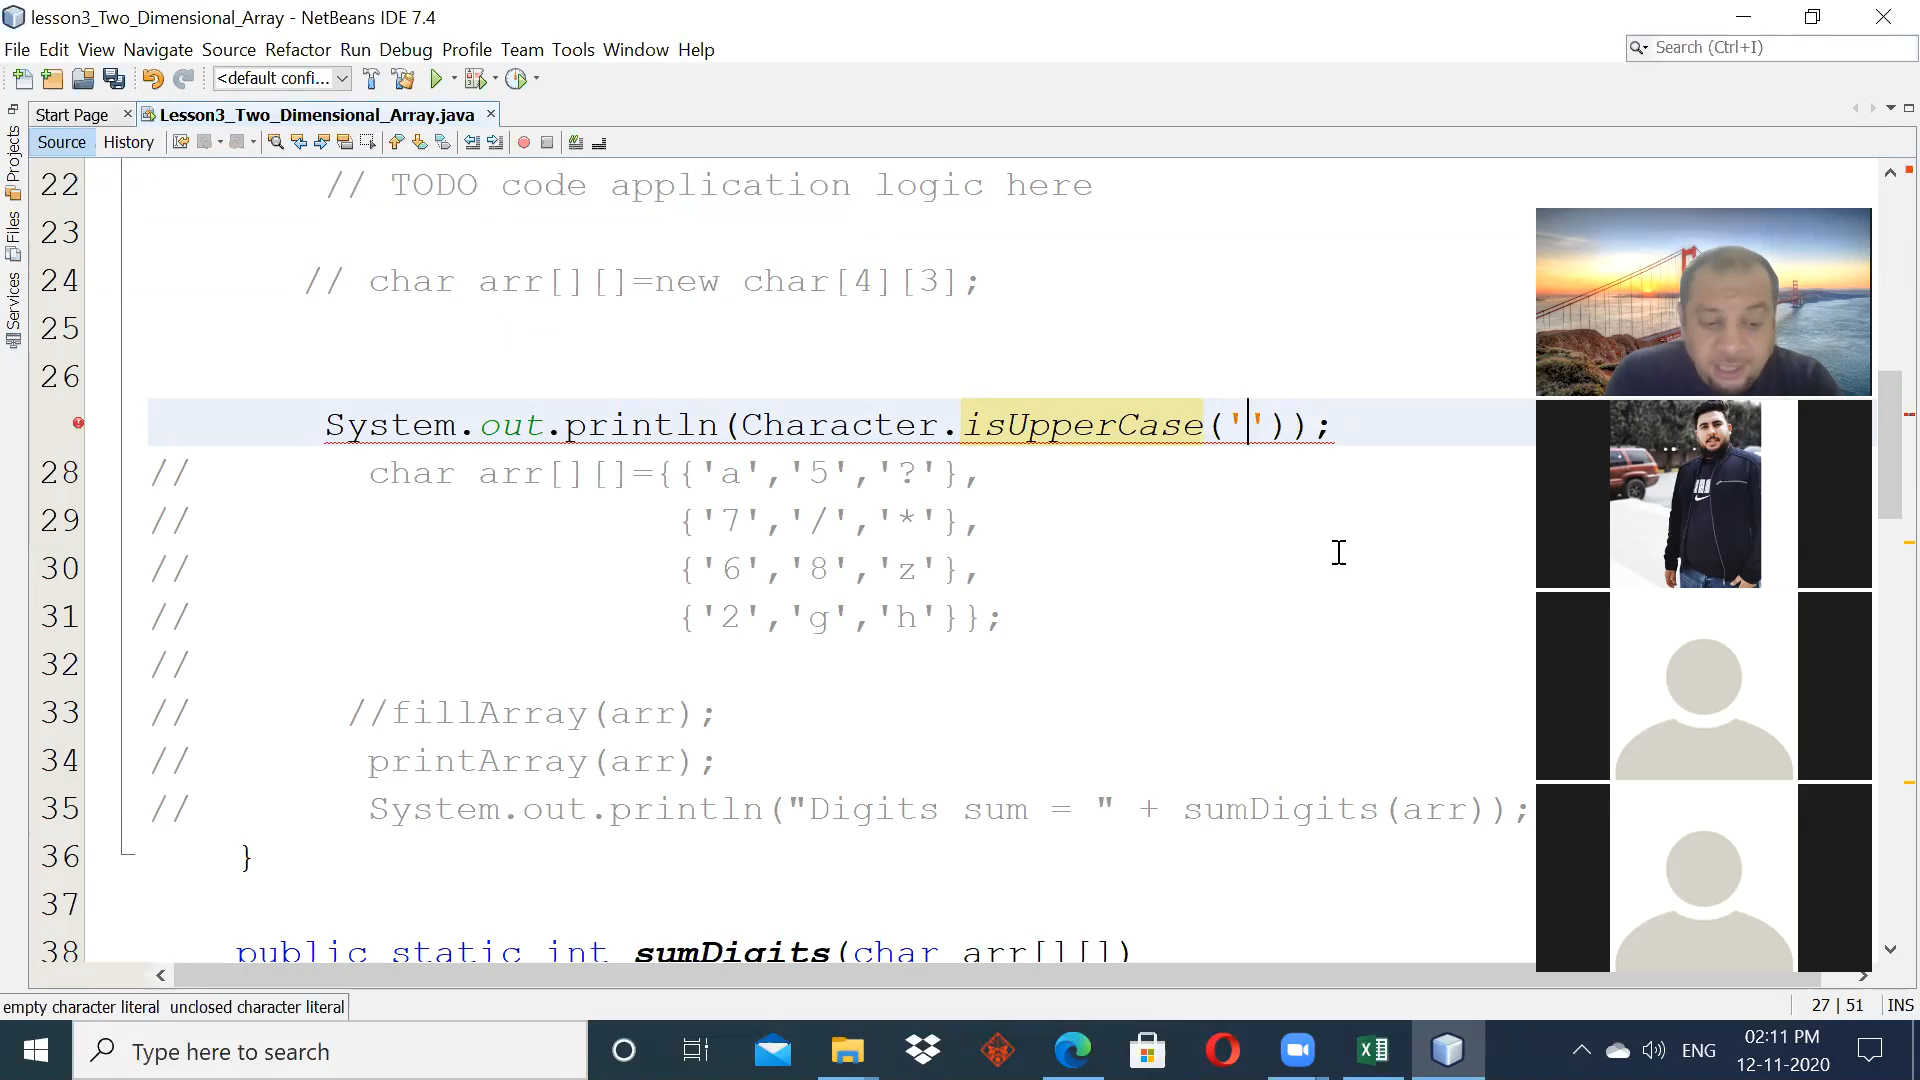 lesson3_Two_Dimensional_Array - NetBeans IDE 7.4
File Edit View Navigate Source Refactor Run Debug Profile Team Tools Window Help
Search (Ctrl+I)
<default confi...
Start Page Lesson3_Two_Dimensional_Array.java
Source History
Projects
Files
Services
22 // TODO code application logic here
23
24 // char arr[][]=new char[4][3];
25
26
System.out.println(Character.isUpperCase(''));
28 // char arr[][]={{'a','5','?'},
29 // {'7','/','*'},
30 // {'6','8','z'},
31 // {'2','g','h'}};
32 //
33 // //fillArray(arr);
34 // printArray(arr);
35 // System.out.println("Digits sum = " + sumDigits(arr));
36 }
37
38 public static int sumDigits(char arr[][])
empty character literal unclosed character literal
27 | 51 INS
Type here to search
ENG
02:11 PM
12-11-2020